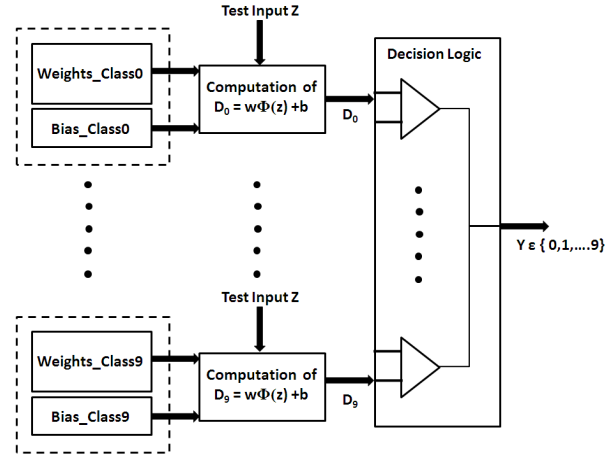 Test Input Z
Decision Logic
Weights_Class0
Computation of
D₀ = wΦ(z) +b
Bias_Class0
D₀
Y ε { 0,1,....9}
Test Input Z
Weights_Class9
Computation of
D₉ = wΦ(z) +b
Bias_Class9
D₉